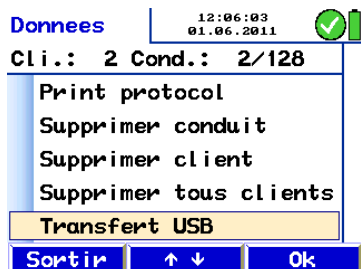 Donnees 12:06:03
01.06.2011
Cli.: 2 Cond.: 2/128
Print protocol
Supprimer conduit
Supprimer client
Supprimer tous clients
Transfert USB
Sortir ↑ ↓ Ok